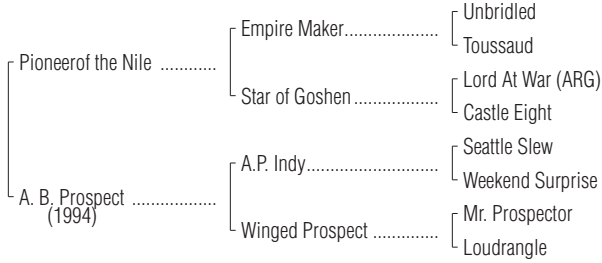 Unbridled
Empire Maker.....................
Toussaud
Pioneerof the Nile ............
Lord At War (ARG)
Star of Goshen...................
Castle Eight
Seattle Slew
A.P. Indy.............................
Weekend Surprise
A. B. Prospect ..................
(1994)
Mr. Prospector
Winged Prospect ..............
Loudrangle